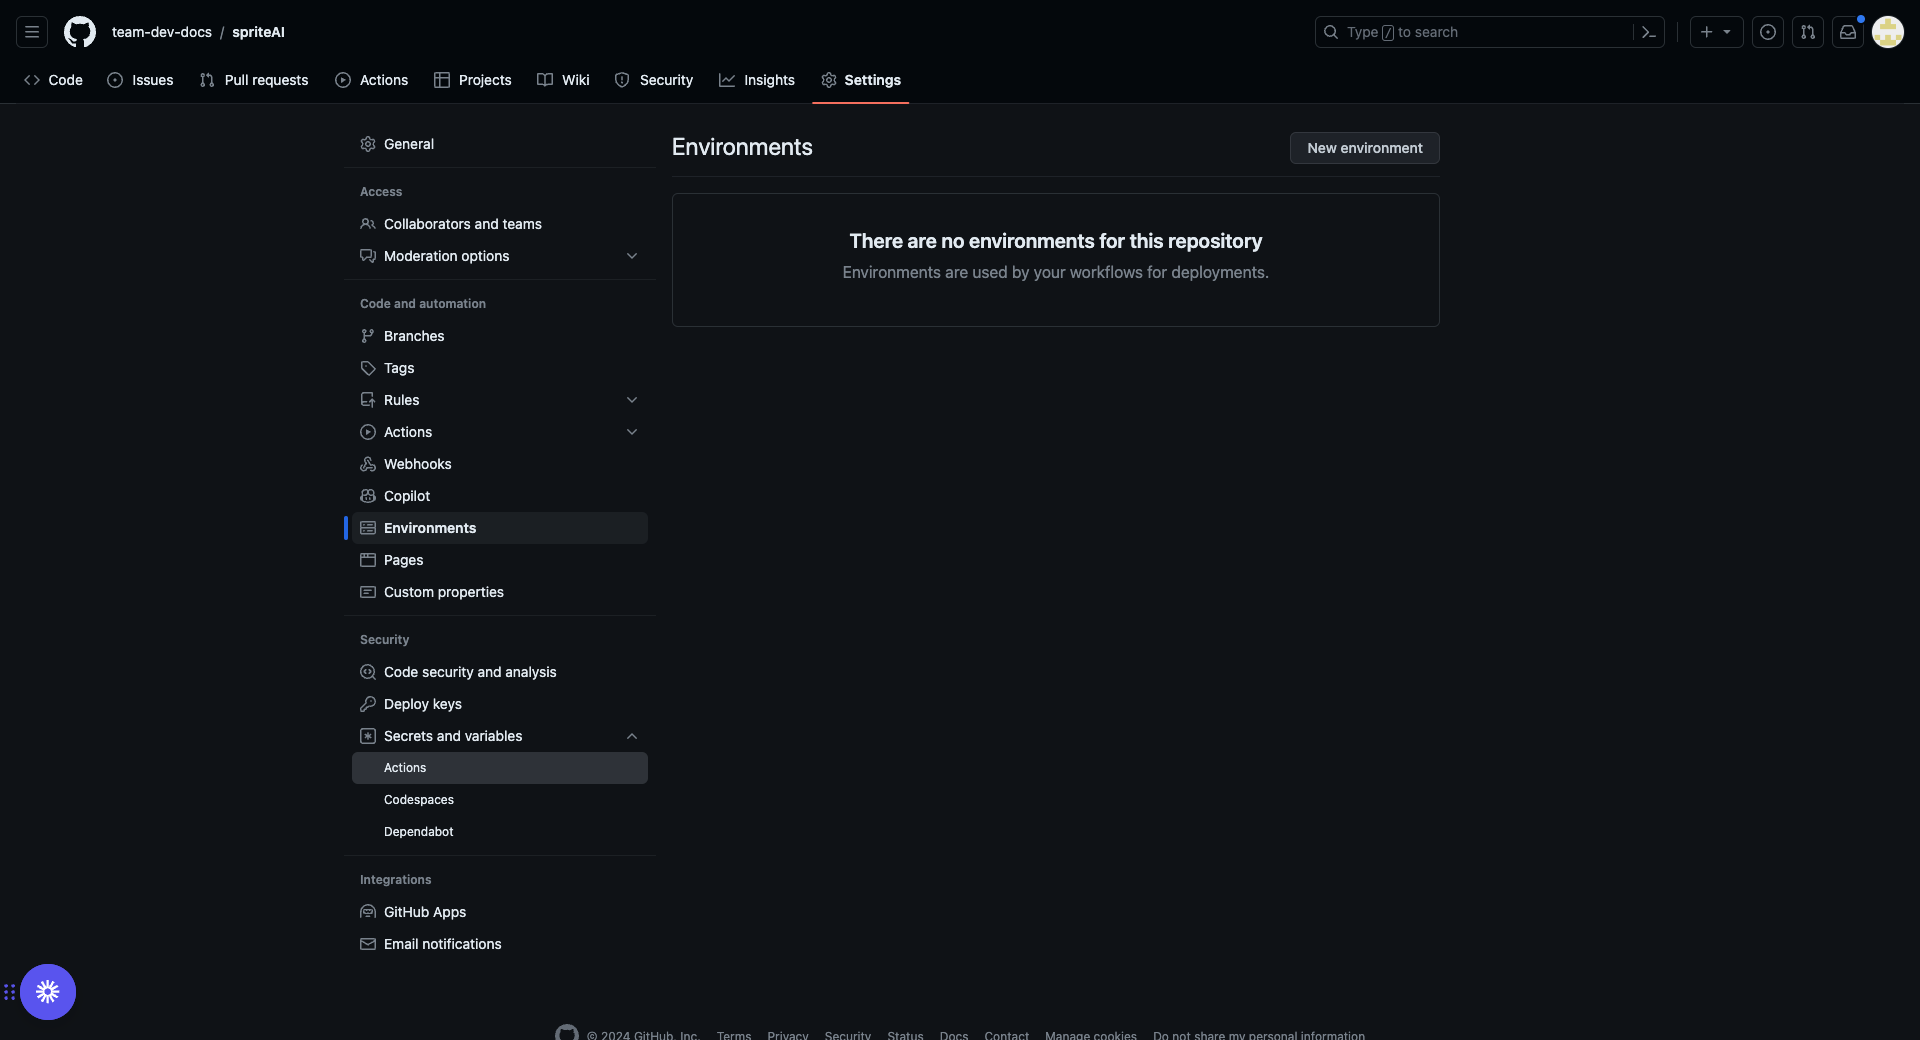 team-dev-docs / spriteAI
Type / to search
Code Issues Pull requests Actions Projects Wiki Security Insights Settings
General
Access
Collaborators and teams
Moderation options
Code and automation
Branches
Tags
Rules
Actions
Webhooks
Copilot
Environments
Pages
Custom properties
Security
Code security and analysis
Deploy keys
Secrets and variables
Actions
Codespaces
Dependabot
Integrations
GitHub Apps
Email notifications
Environments
New environment
There are no environments for this repository
Environments are used by your workflows for deployments.
© 2024 GitHub, Inc. Terms Privacy Security Status Docs Contact Manage cookies Do not share my personal information